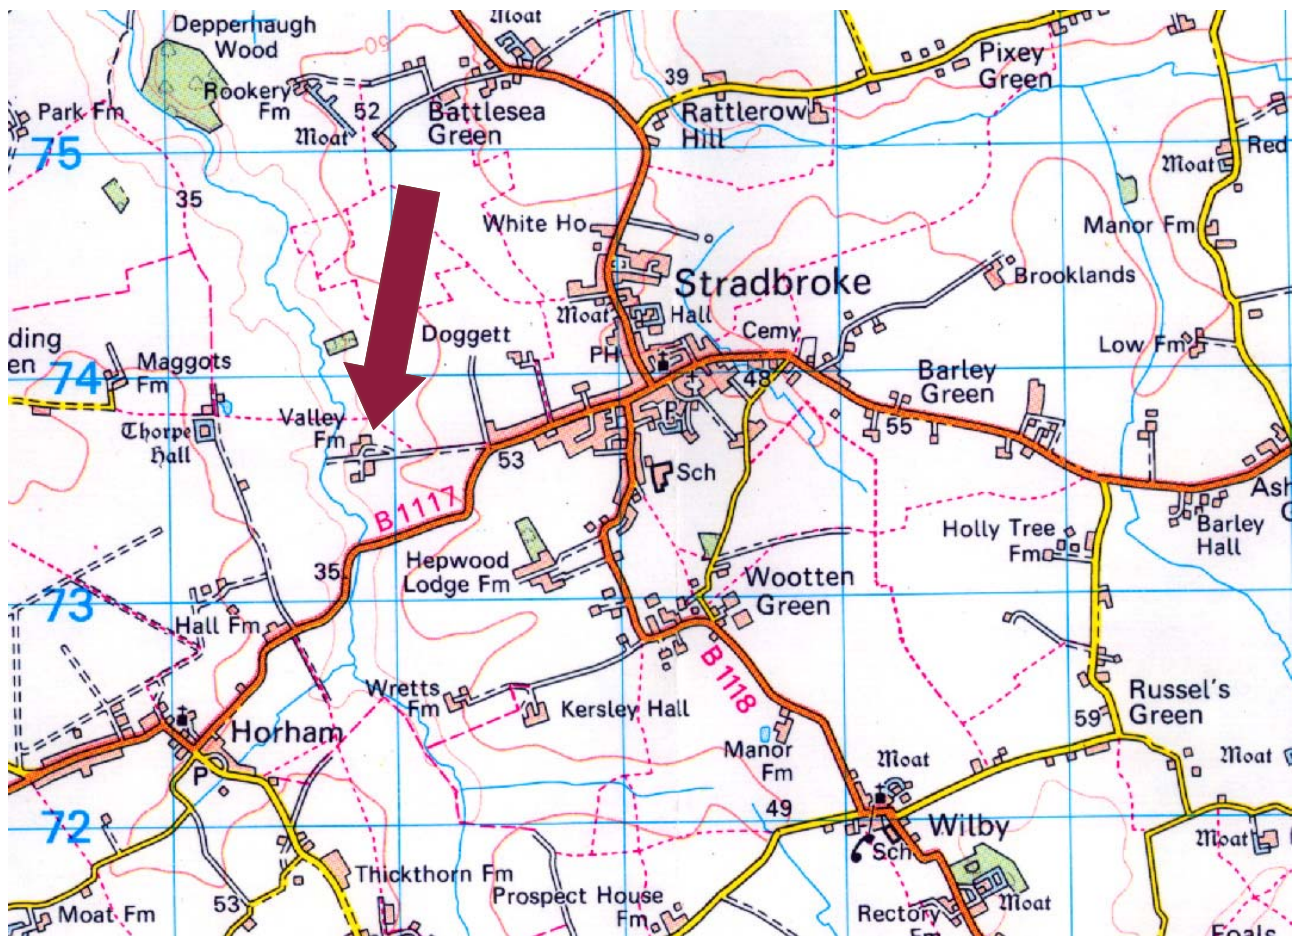 Depperhaugh
Wood
Moat
Pixey
Green
39
60
Rookery
Fm
52
Battlesea
Green
Rattlerow
Hill
Park Fm
Moat
75
Red
Moat
35
White Ho
Manor Fm
Stradbroke
Brooklands
Moat
Hall
Doggett
Cemy
ding
en
Maggots
Fm
PH
Low Fm
74
48
Barley
Green
Valley
Fm
P
Thorpe
Hall
55
53
Sch
Ash
G
B 1117
Barley
Hall
Holly Tree
Fm
Hepwood
Lodge Fm
35
Wootten
Green
73
Hall Fm
B 1118
Wretts
Fm
Kersley Hall
Russel's
Green
59
Horham
Manor
Fm
Moat
Moat
P
49
72
Wilby
Sch
Moat
Thickthorn Fm
Prospect House
Fm
Moat
53
Moat Fm
Rectory
Fm
Foals